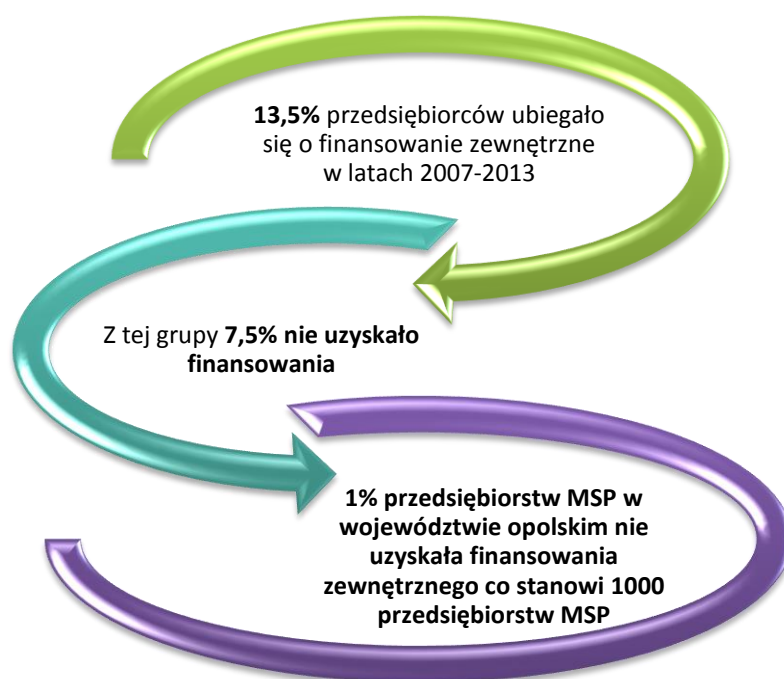 13,5% przedsiębiorców ubiegało
się o finansowanie zewnętrzne
w latach 2007-2013
Z tej grupy 7,5% nie uzyskało
finansowania
1% przedsiębiorstw MSP w
województwie opolskim nie
uzyskała finansowania
zewnętrznego co stanowi 1000
przedsiębiorstw MSP